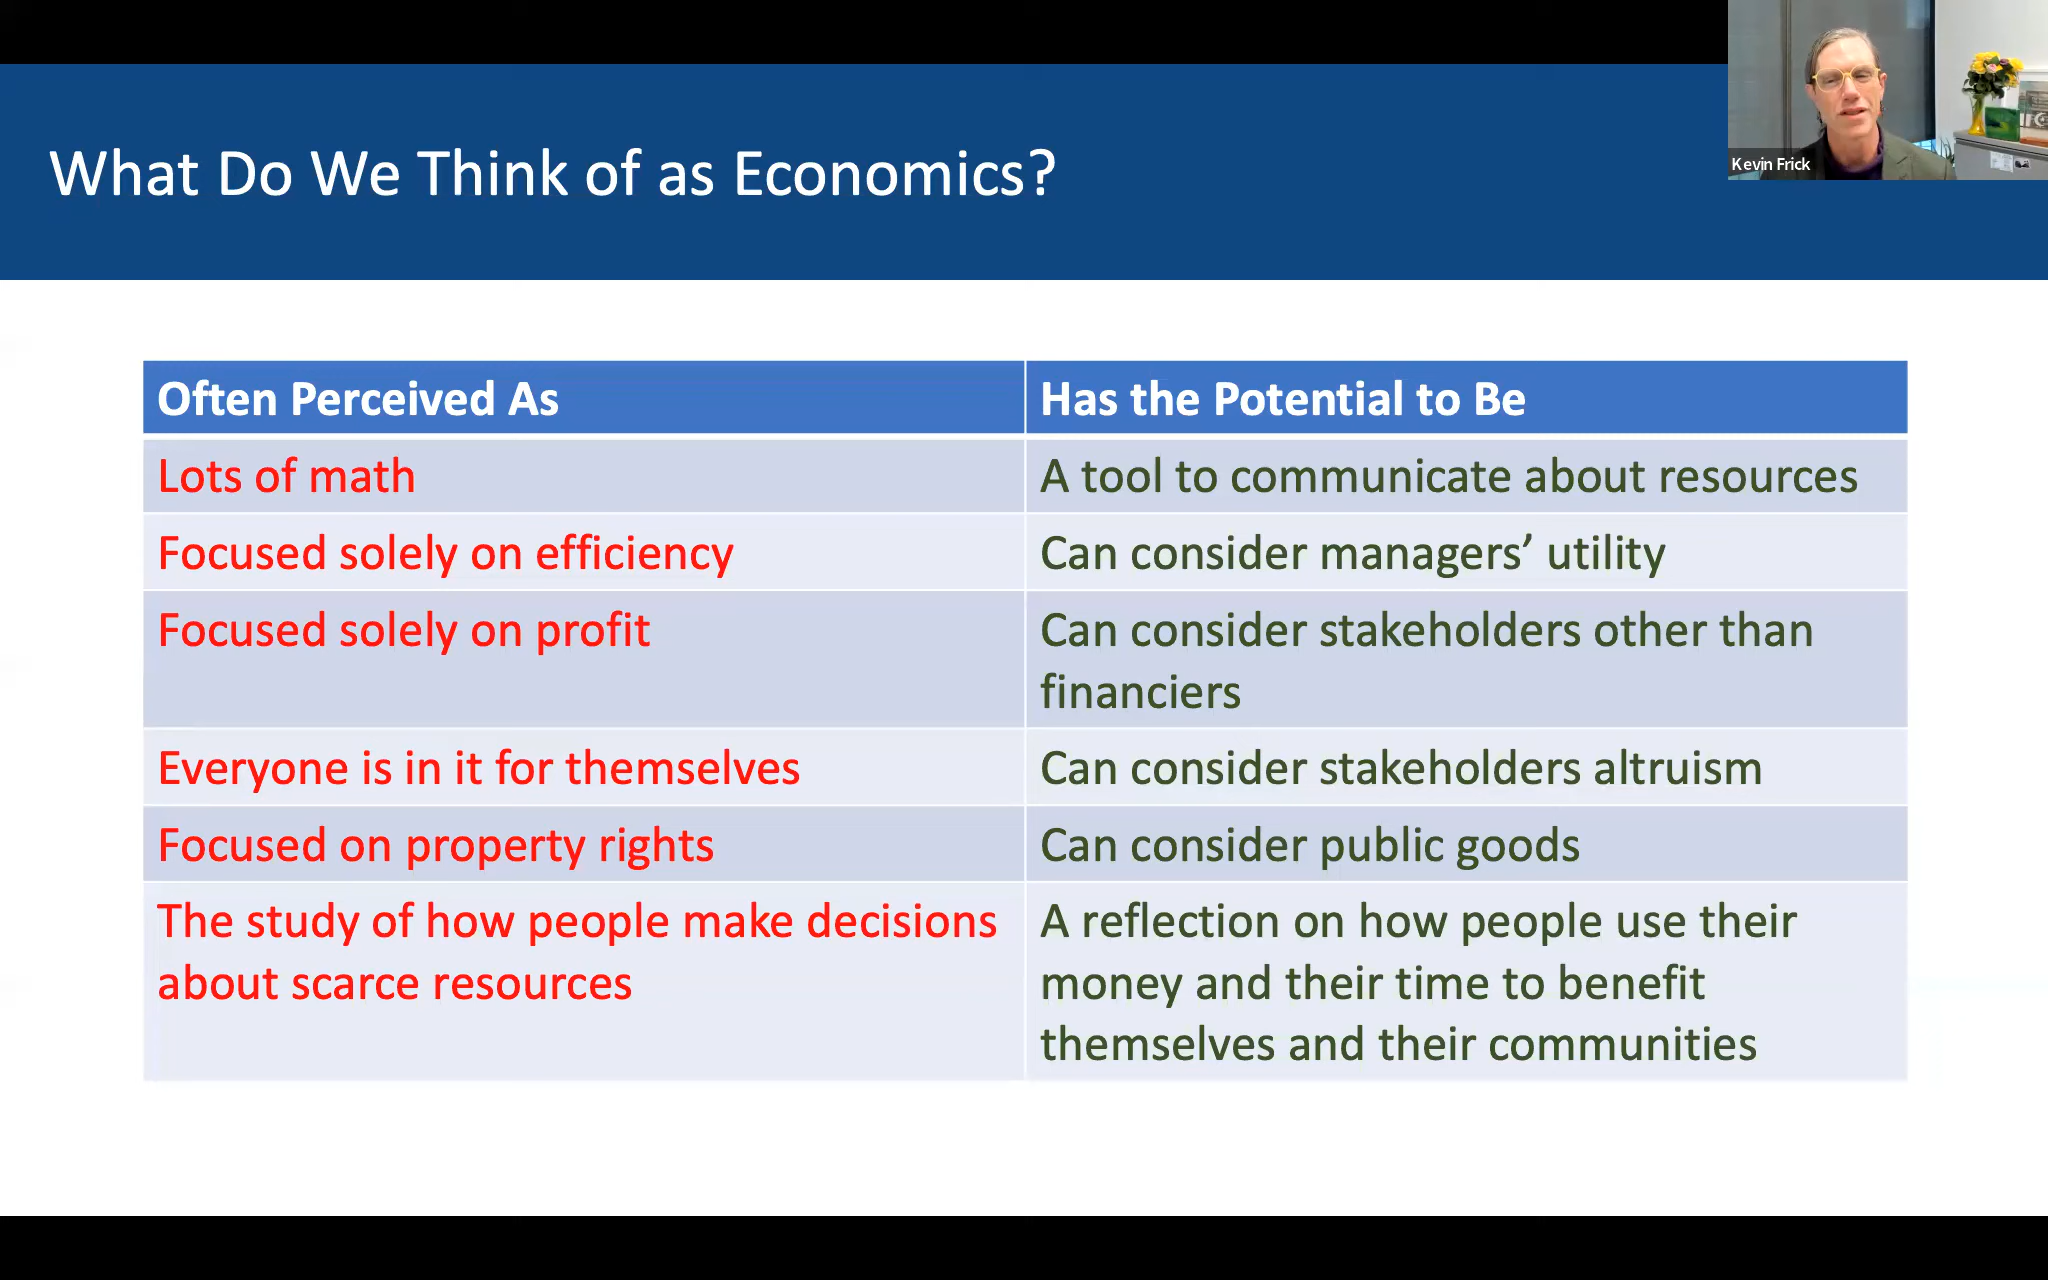 What Do We Think of as Economics?
Kevin Frick
Often Perceived As
Has the Potential to Be
Lots of math
A tool to communicate about resources
Focused solely on efficiency
Can consider managers’ utility
Focused solely on profit
Can consider stakeholders other than
financiers
Everyone is in it for themselves
Can consider stakeholders altruism
Focused on property rights
Can consider public goods
The study of how people make decisions
about scarce resources
A reflection on how people use their
money and their time to benefit
themselves and their communities